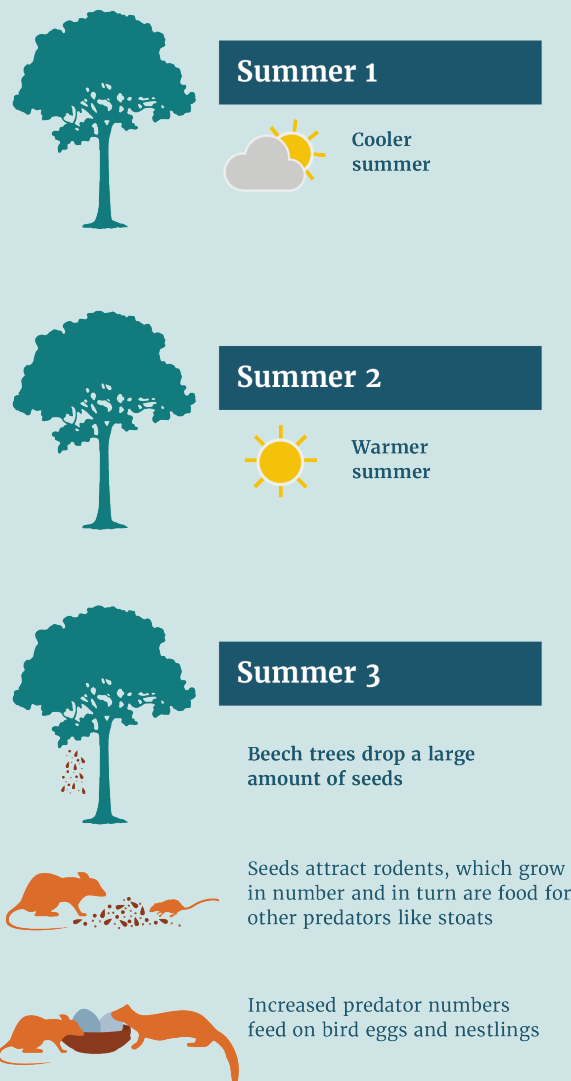 Summer 1
Cooler
summer
Summer 2
Warmer
summer
Summer 3
Beech trees drop a large
amount of seeds
Seeds attract rodents, which grow
in number and in turn are food for
other predators like stoats
Increased predator numbers
feed on bird eggs and nestlings